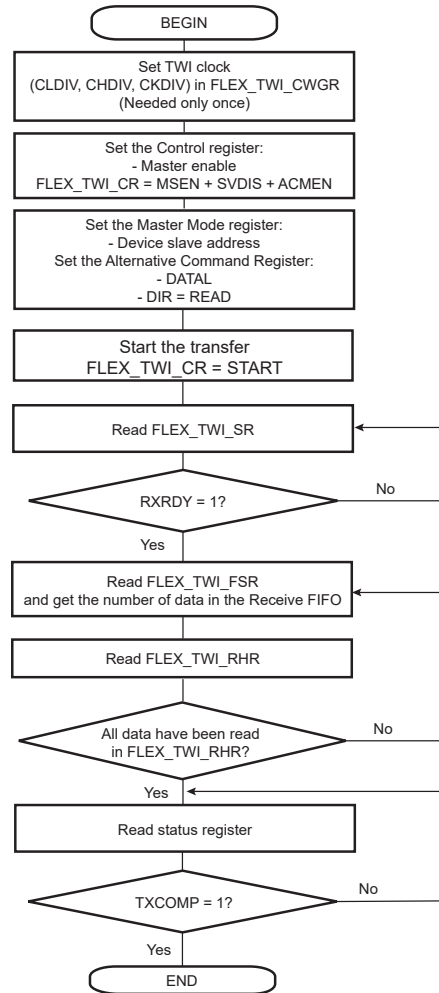 BEGIN
Set TWI clock
(CLDIV, CHDIV, CKDIV) in FLEX_TWI_CWGR
(Needed only once)
Set the Control register:
- Master enable
FLEX_TWI_CR = MSEN + SVDIS + ACMEN
Set the Master Mode register:
- Device slave address
Set the Alternative Command Register:
- DATAL
- DIR = READ
Start the transfer
FLEX_TWI_CR = START
Read FLEX_TWI_SR
RXRDY = 1?
No
Yes
Read FLEX_TWI_FSR
and get the number of data in the Receive FIFO
Read FLEX_TWI_RHR
All data have been read
in FLEX_TWI_RHR?
No
Yes
Read status register
TXCOMP = 1?
No
Yes
END